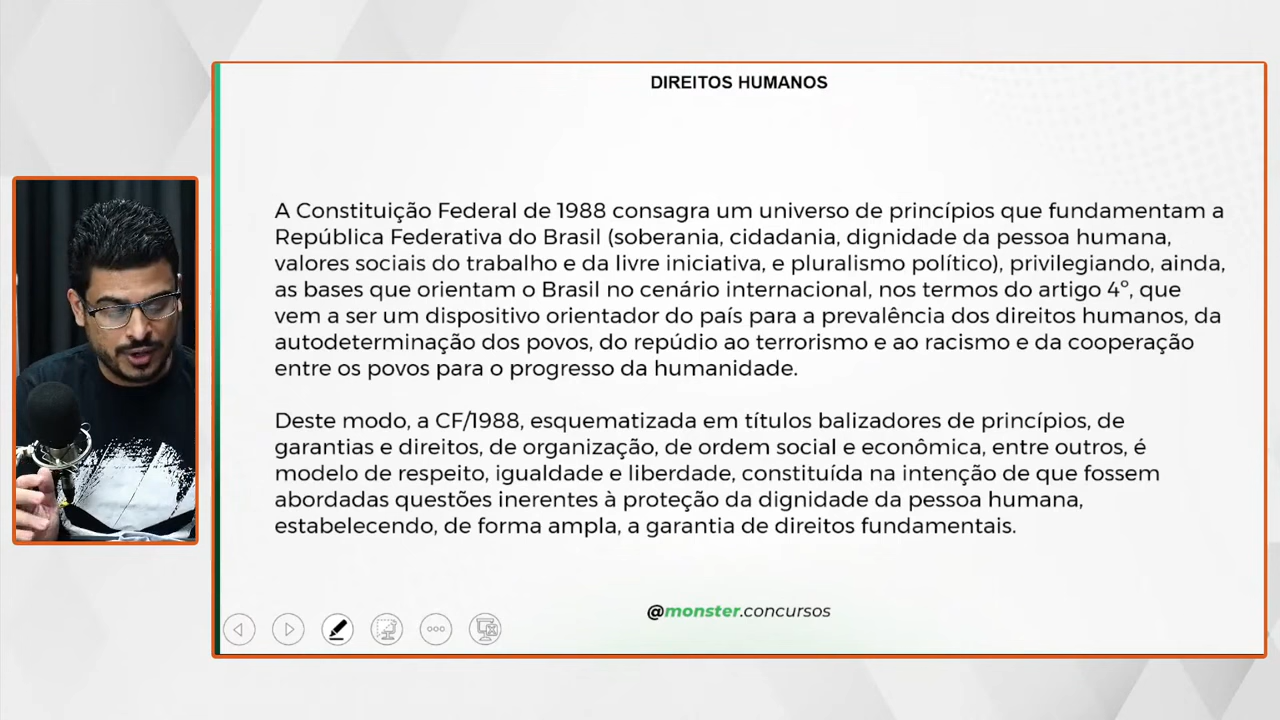 DIREITOS HUMANOS
A Constituição Federal de 1988 consagra um universo de princípios que fundamentam a
República Federativa do Brasil (soberania, cidadania, dignidade da pessoa humana,
valores sociais do trabalho e da livre iniciativa, e pluralismo político), privilegiando, ainda,
as bases que orientam o Brasil no cenário internacional, nos termos do artigo 4º, que
vem a ser um dispositivo orientador do país para a prevalência dos direitos humanos, da
autodeterminação dos povos, do repúdio ao terrorismo e ao racismo e da cooperação
entre os povos para o progresso da humanidade.
Deste modo, a CF/1988, esquematizada em títulos balizadores de princípios, de
garantias e direitos, de organização, de ordem social e econômica, entre outros, é
modelo de respeito, igualdade e liberdade, constituída na intenção de que fossem
abordadas questões inerentes à proteção da dignidade da pessoa humana,
estabelecendo, de forma ampla, a garantia de direitos fundamentais.
@monster.concursos